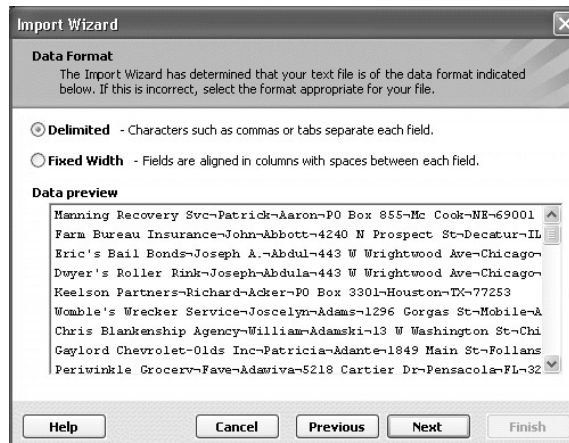 Import Wizard
Data Format
The Import Wizard has determined that your text file is of the data format indicated
below. If this is incorrect, select the format appropriate for your file.
Delimited - Characters such as commas or tabs separate each field.
Fixed Width - Fields are aligned in columns with spaces between each field.
Data preview
Manning Recovery Svc¬Patrick¬Aaron¬PO Box 855¬Mc Cook¬NE¬69001
Farm Bureau Insurance¬John¬Abbott¬4240 N Prospect St¬Decatur¬IL
Eric's Bail Bonds¬Joseph A.¬Abdul¬443 W Wrightwood Ave¬Chicago¬
Dwyer's Roller Rink¬Joseph¬Abdula¬443 W Wrightwood Ave¬Chicago¬
Keelson Partners¬Richard¬Acker¬PO Box 3301¬Houston¬TX¬77253
Womble's Wrecker Service¬Joscelyn¬Adams¬1296 Gorgas St¬Mobile¬A
Chris Blankenship Agency¬William¬Adamski¬13 W Washington St¬Chi
Gaylord Chevrolet-Olds Inc¬Patricia¬Adante¬1849 Main St¬Follans
Periwinkle Grocery¬Faye¬Adawiya¬5218 Cartier Dr¬Pensacola¬FL¬32
Help Cancel Previous Next Finish